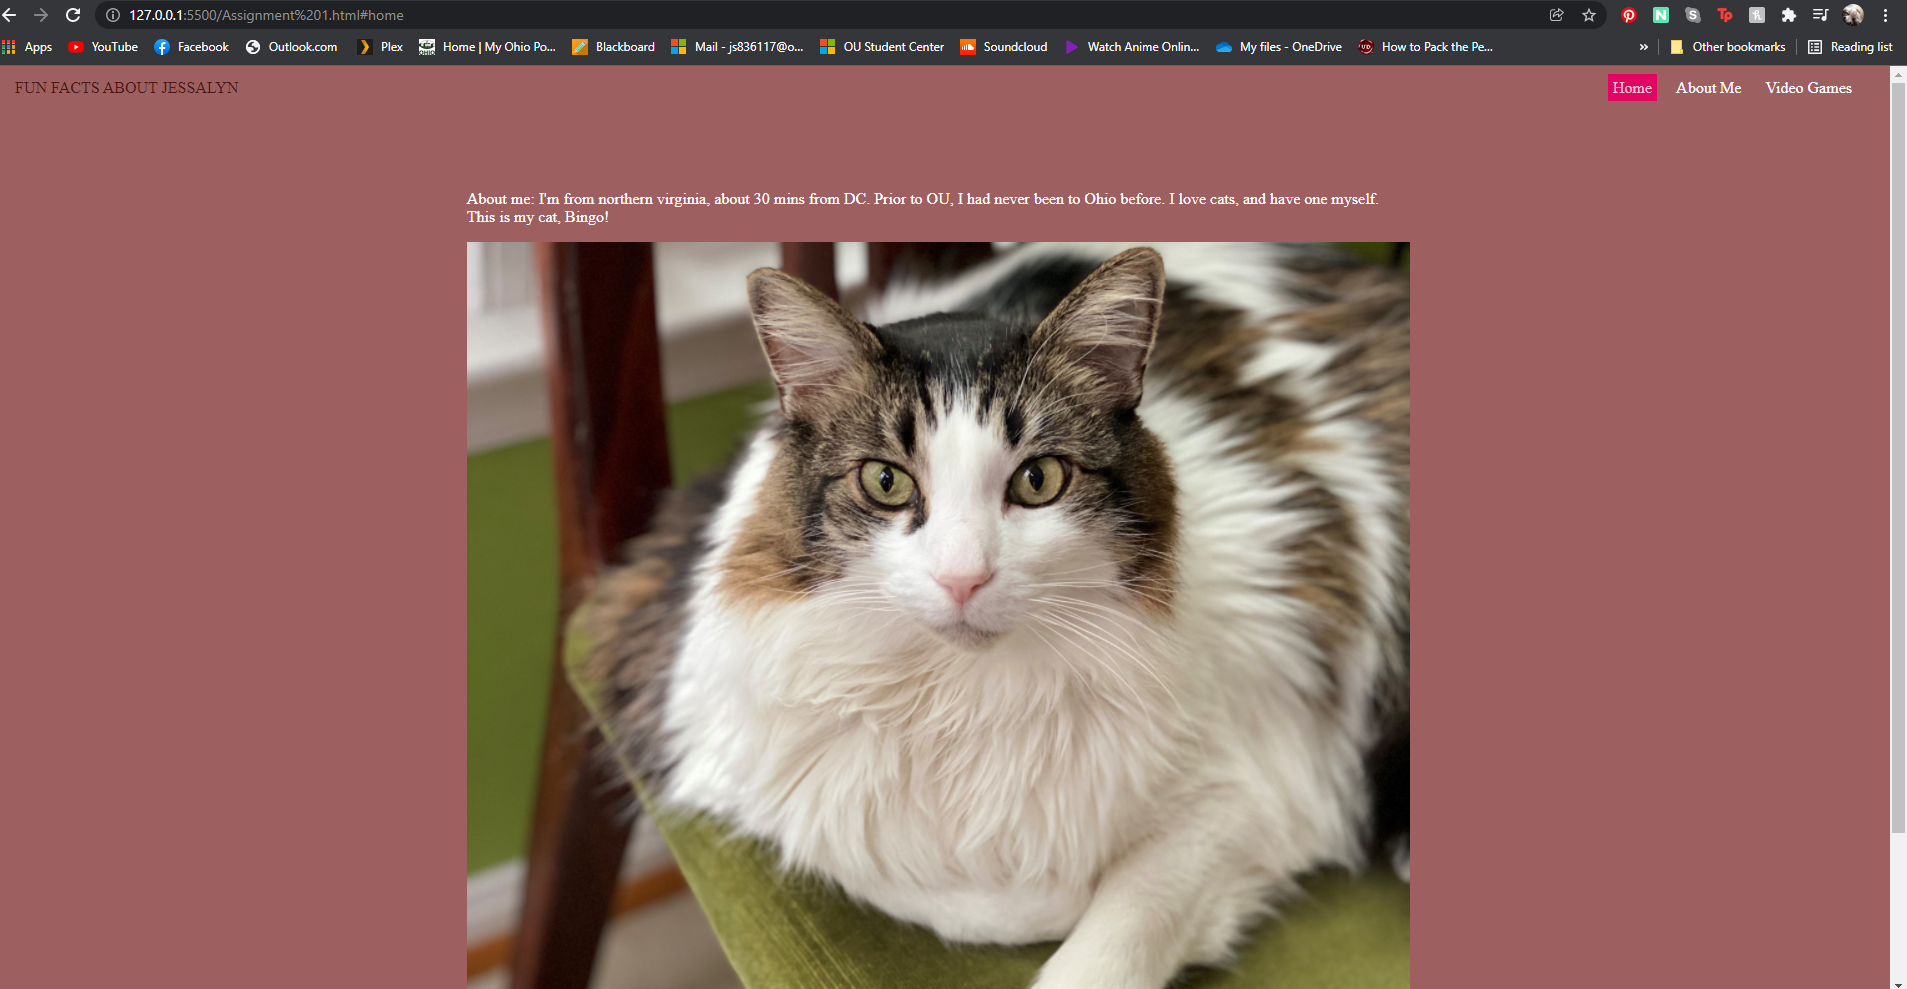 127.0.0.1:5500/Assignment%201.html#home
Apps YouTube Facebook Outlook.com Plex Home | My Ohio Po... Blackboard Mail - js836117@o... OU Student Center Soundcloud Watch Anime Onlin... My files - OneDrive How to Pack the Pe... » Other bookmarks Reading list
FUN FACTS ABOUT JESSALYN Home About Me Video Games
About me: I'm from northern virginia, about 30 mins from DC. Prior to OU, I had never been to Ohio before. I love cats, and have one myself.
This is my cat, Bingo!